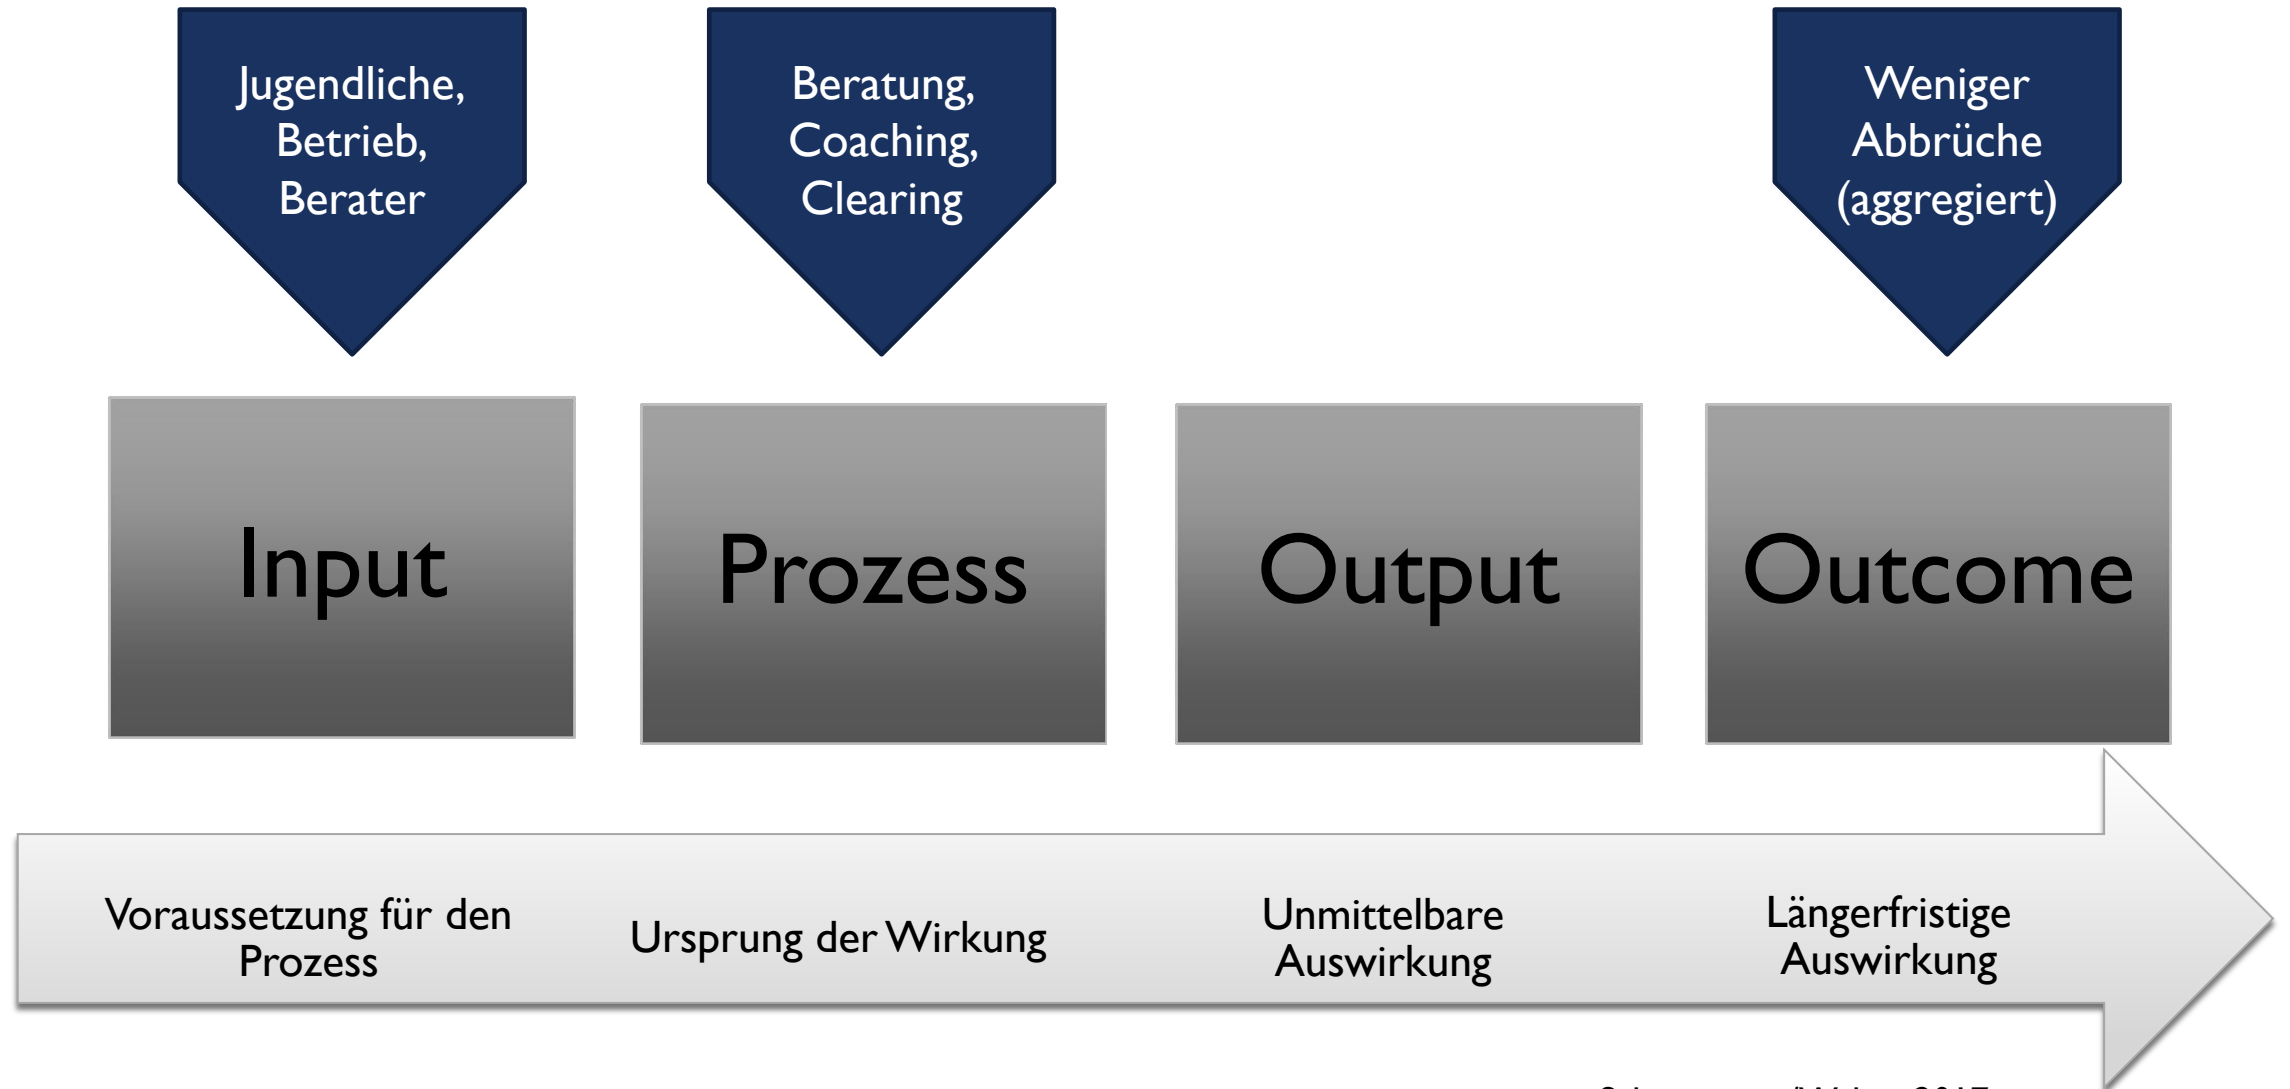 Jugendliche,
Betrieb,
Berater
Beratung,
Coaching,
Clearing
Weniger
Abbrüche
(aggregiert)
Input
Prozess
Output
Outcome
Voraussetzung für den
Prozess
Ursprung der Wirkung
Unmittelbare
Auswirkung
Längerfristige
Auswirkung
2017